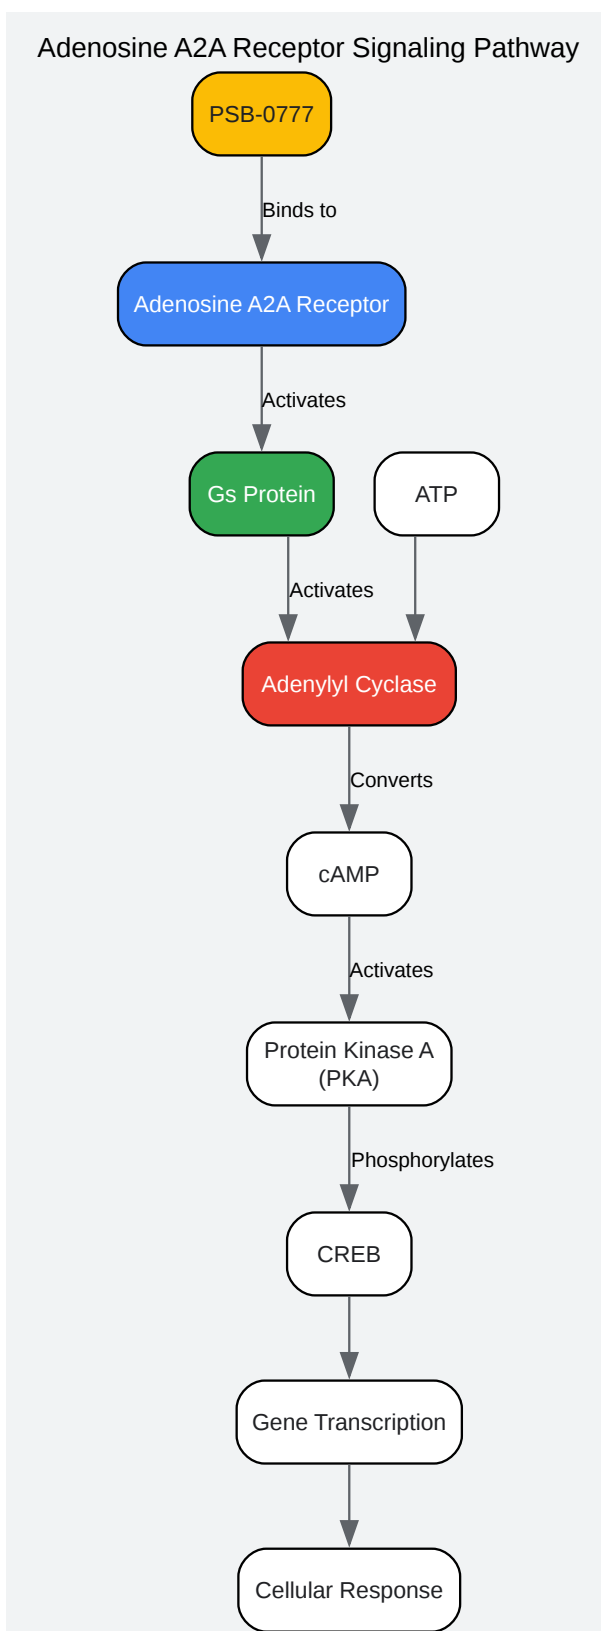 Adenosine A2A Receptor Signaling Pathway
PSB-0777
Binds to
Adenosine A2A Receptor
Activates
Gs Protein
ATP
Activates
Adenylyl Cyclase
Converts
cAMP
Activates
Protein Kinase A
(PKA)
Phosphorylates
CREB
Gene Transcription
Cellular Response